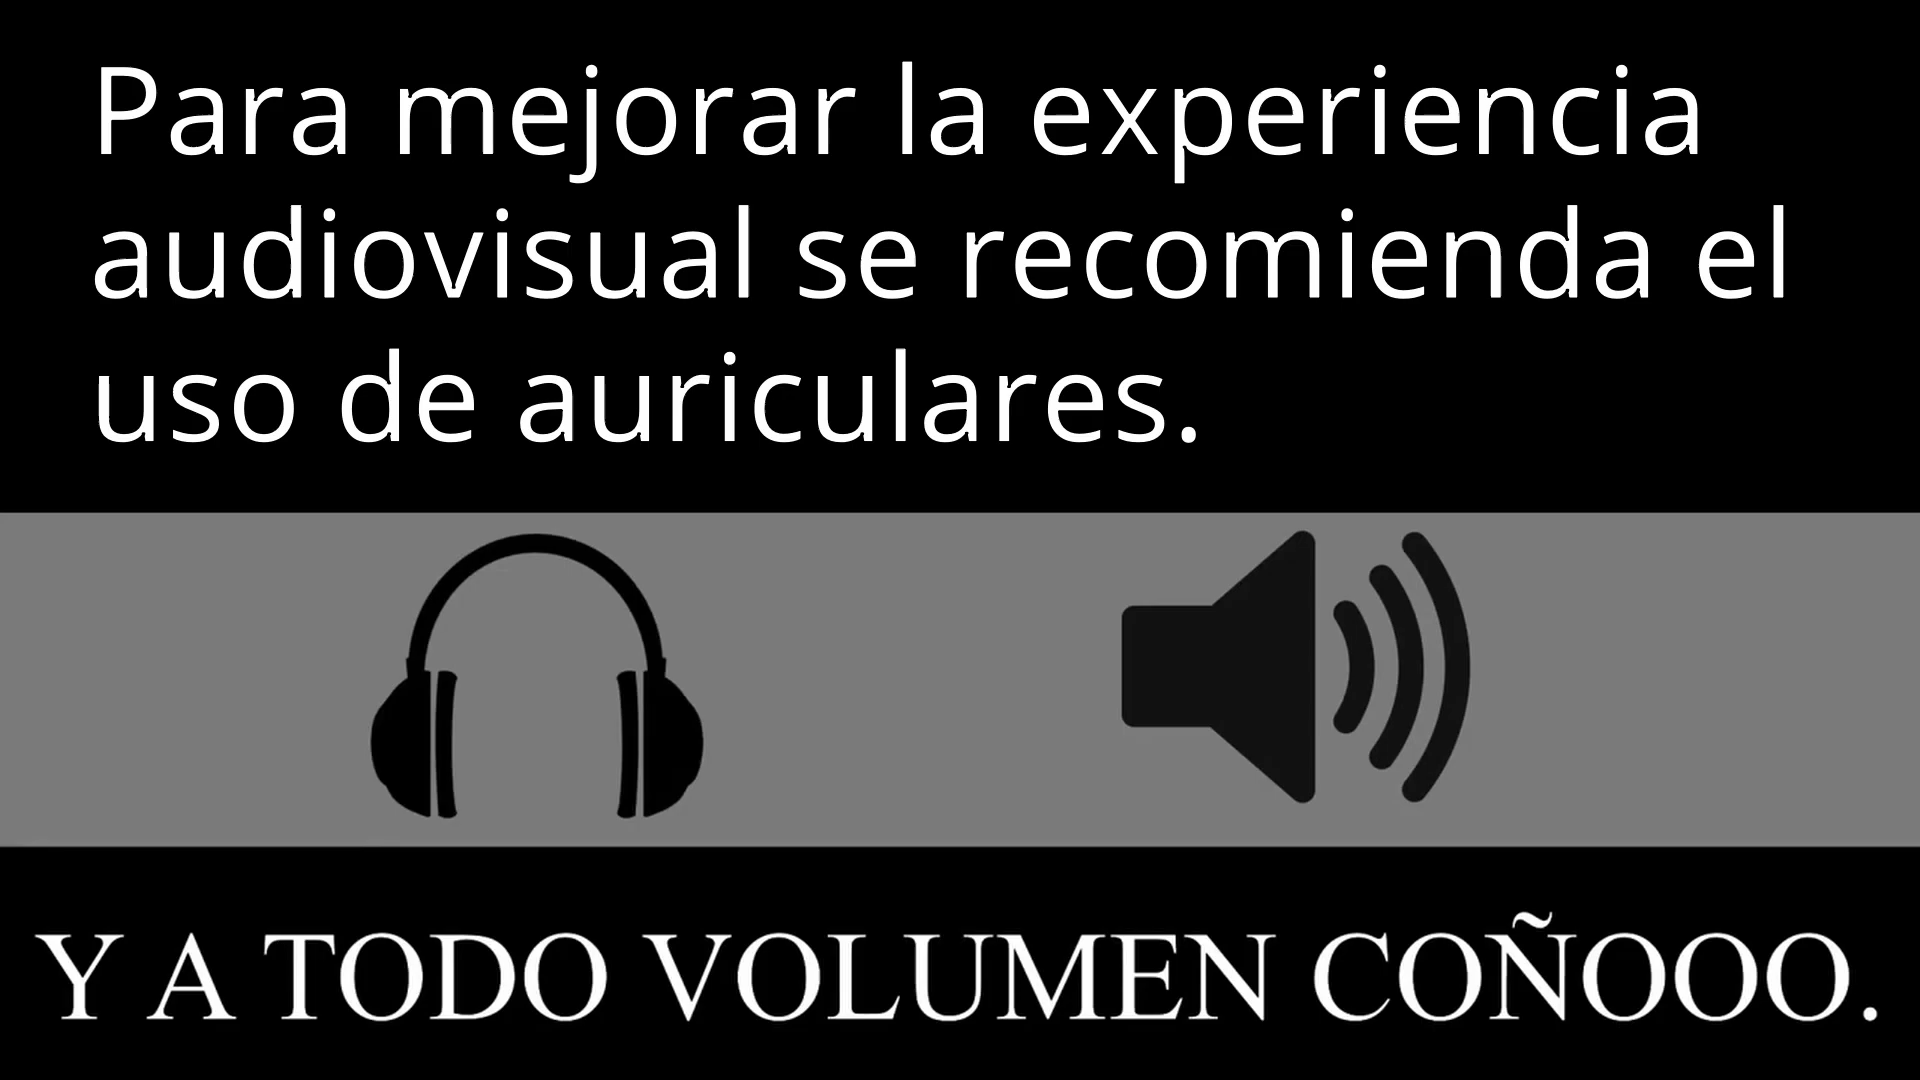 Para mejorar la experiencia
audiovisual se recomienda el
uso de auriculares.
Y A TODO VOLUMEN COÑOOO.